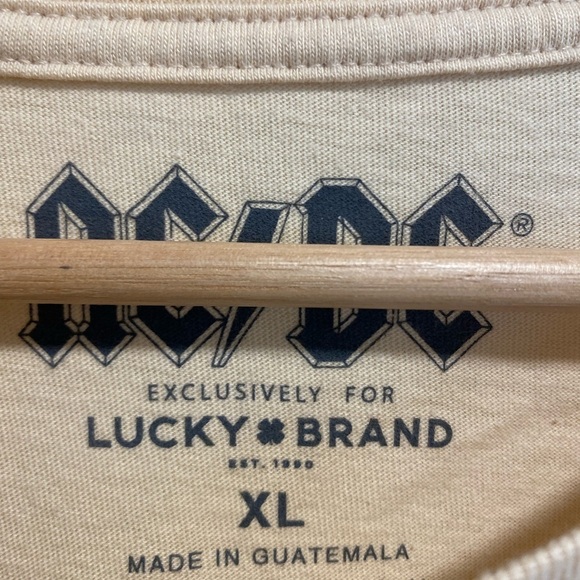 AC/DC®
EXCLUSIVELY FOR
LUCKY BRAND
EST. 1990
XL
MADE IN GUATEMALA